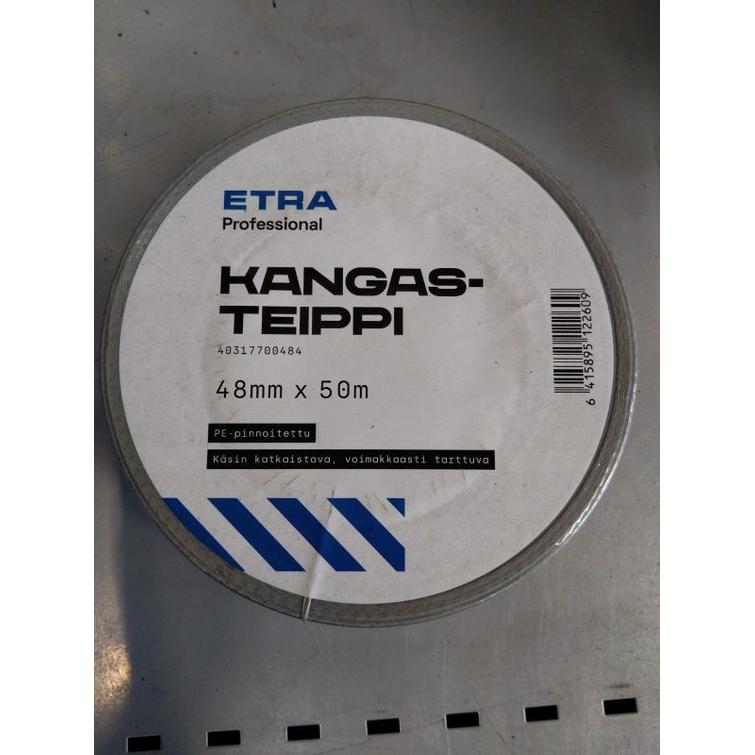 ETRA
Professional
KANGAS-
TEIPPI
40317700484
48mm x 50m
PE-pinnoitettu
Käsin katkaistava, voimakkaasti tarttuva
6 415895 122609